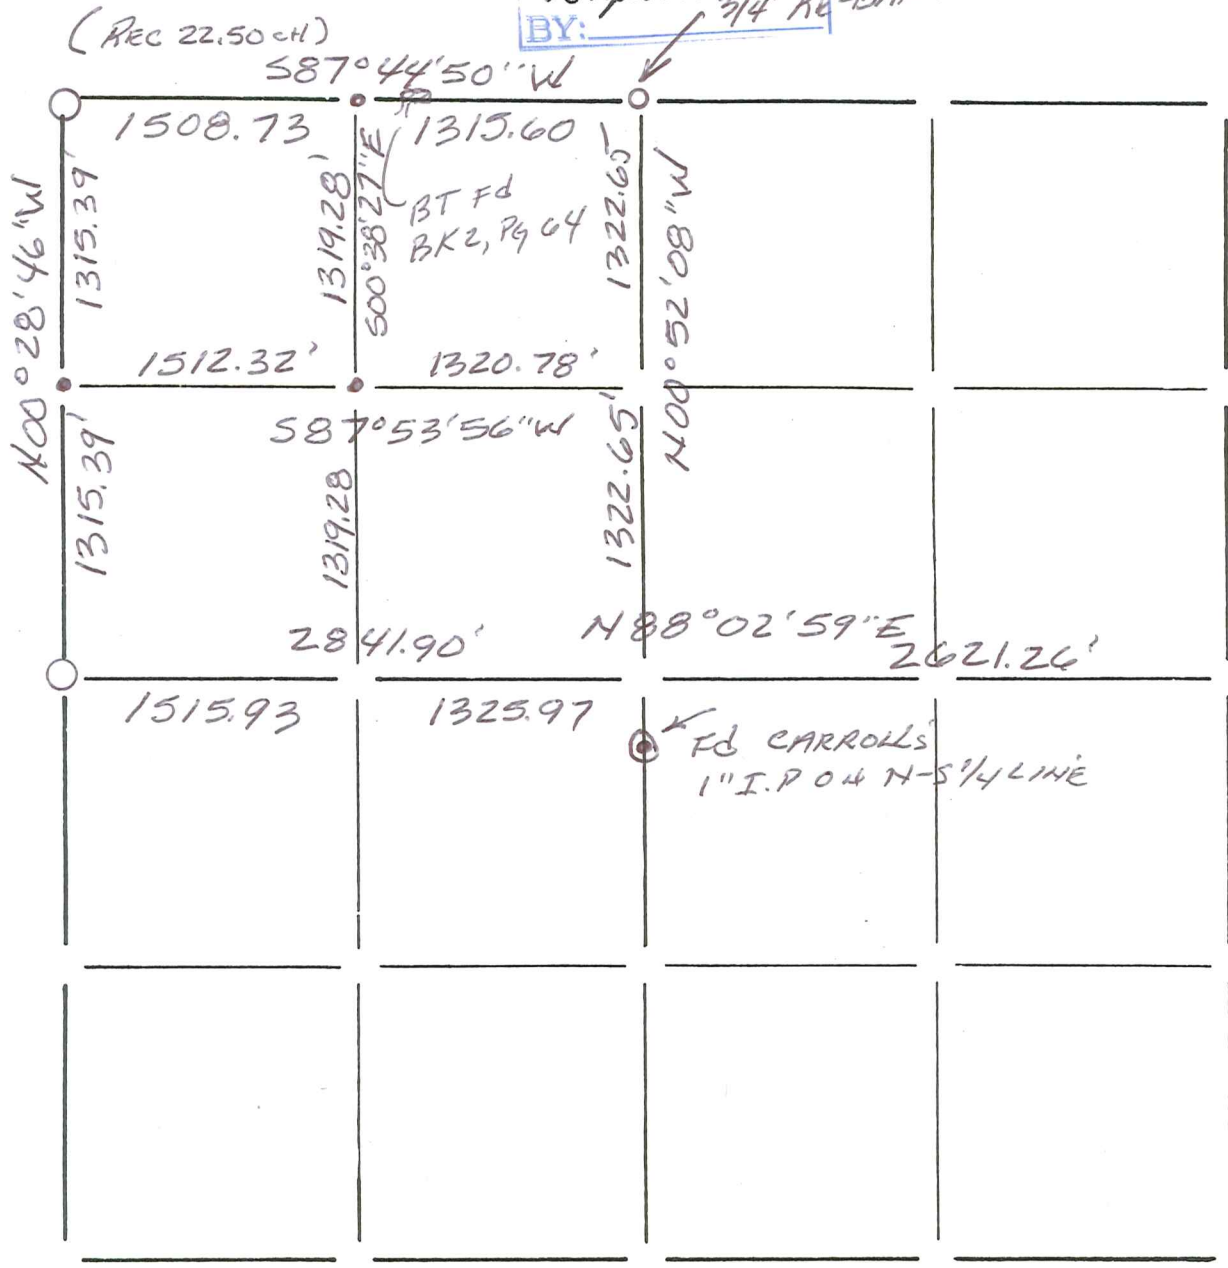 (REC 22.50 CH)
BY:
3/4
S87°44'50"W
1508.73
1315.60
N00°28'46"W
1315.39'
1319.28'
S00°38'27"E
BT Fd
BK2, Pg 64
1322.65'
N00°52'08"W
1512.32'
1320.78'
S87°53'56"W
1315.39'
1319.28
1322.65'
2841.90'
N88°02'59"E
2621.26'
1515.93
1325.97
Fd CARROLLS
1" I.P ON N-S 1/4 LINE